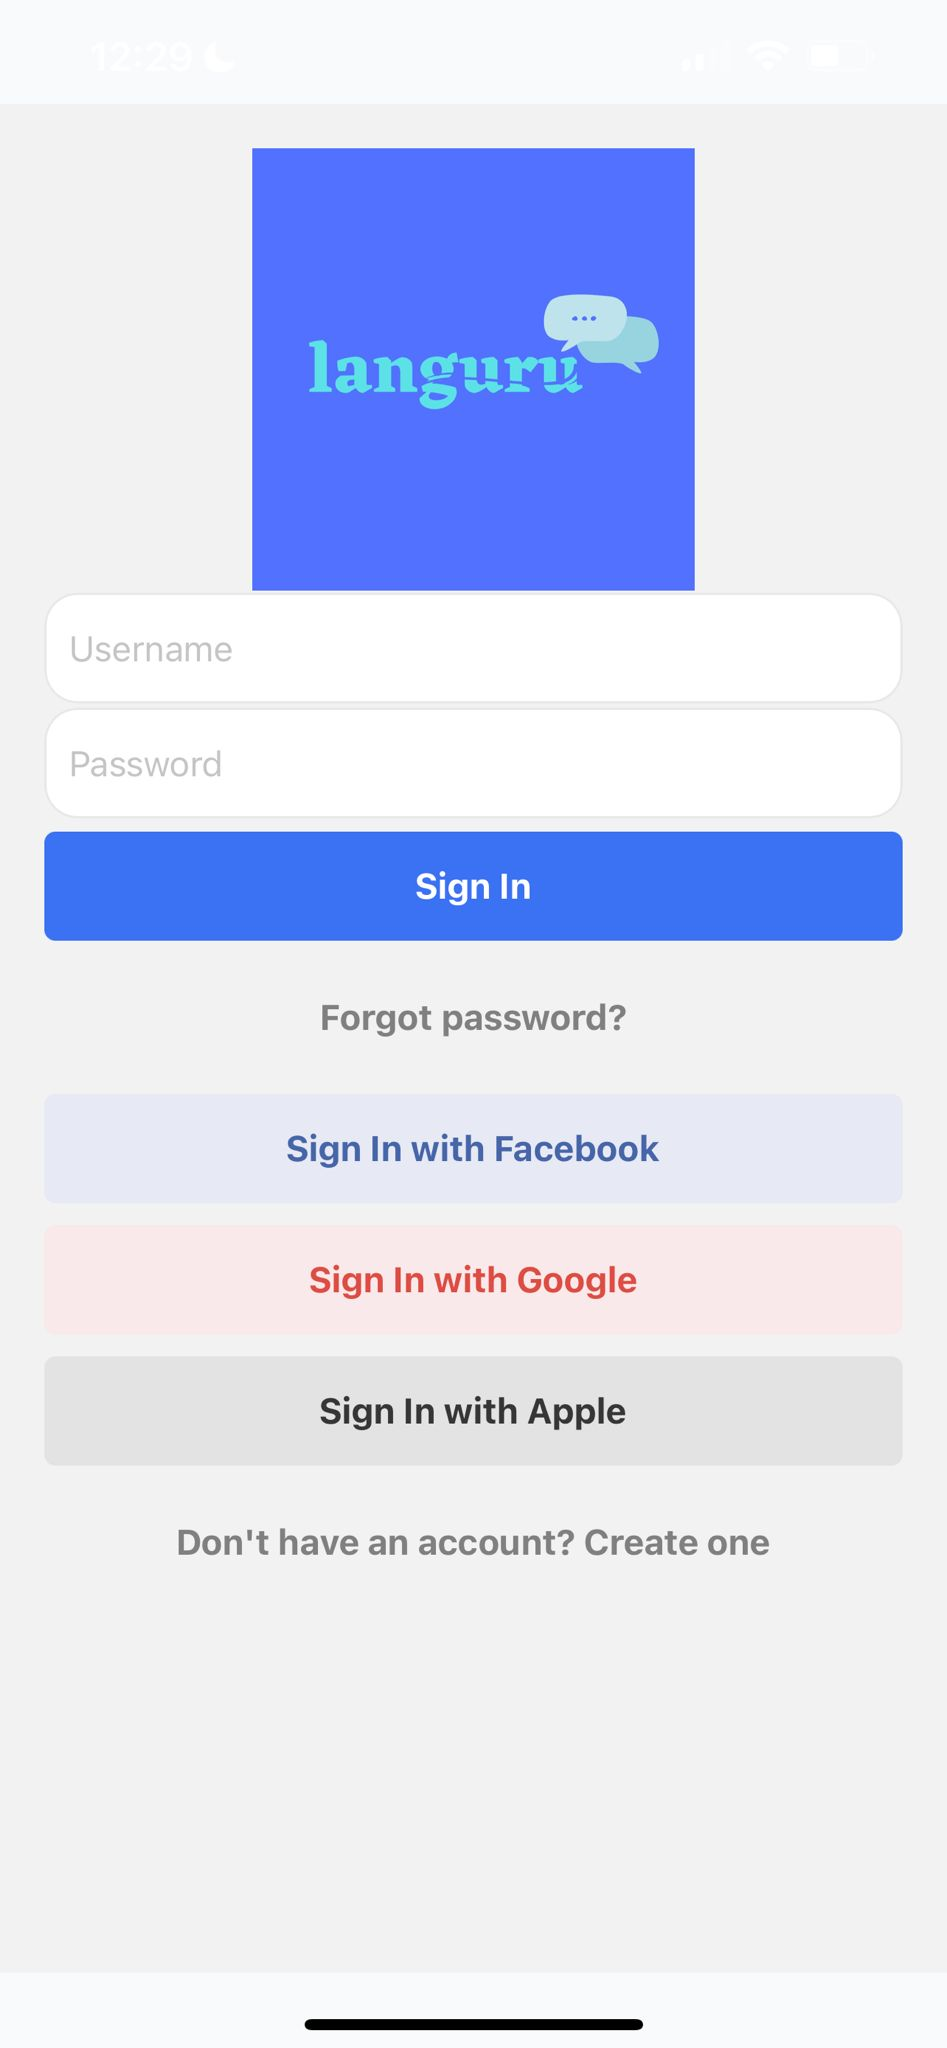 12:29
languru
Username
Password
Sign In
Forgot password?
Sign In with Facebook
Sign In with Google
Sign In with Apple
Don't have an account? Create one